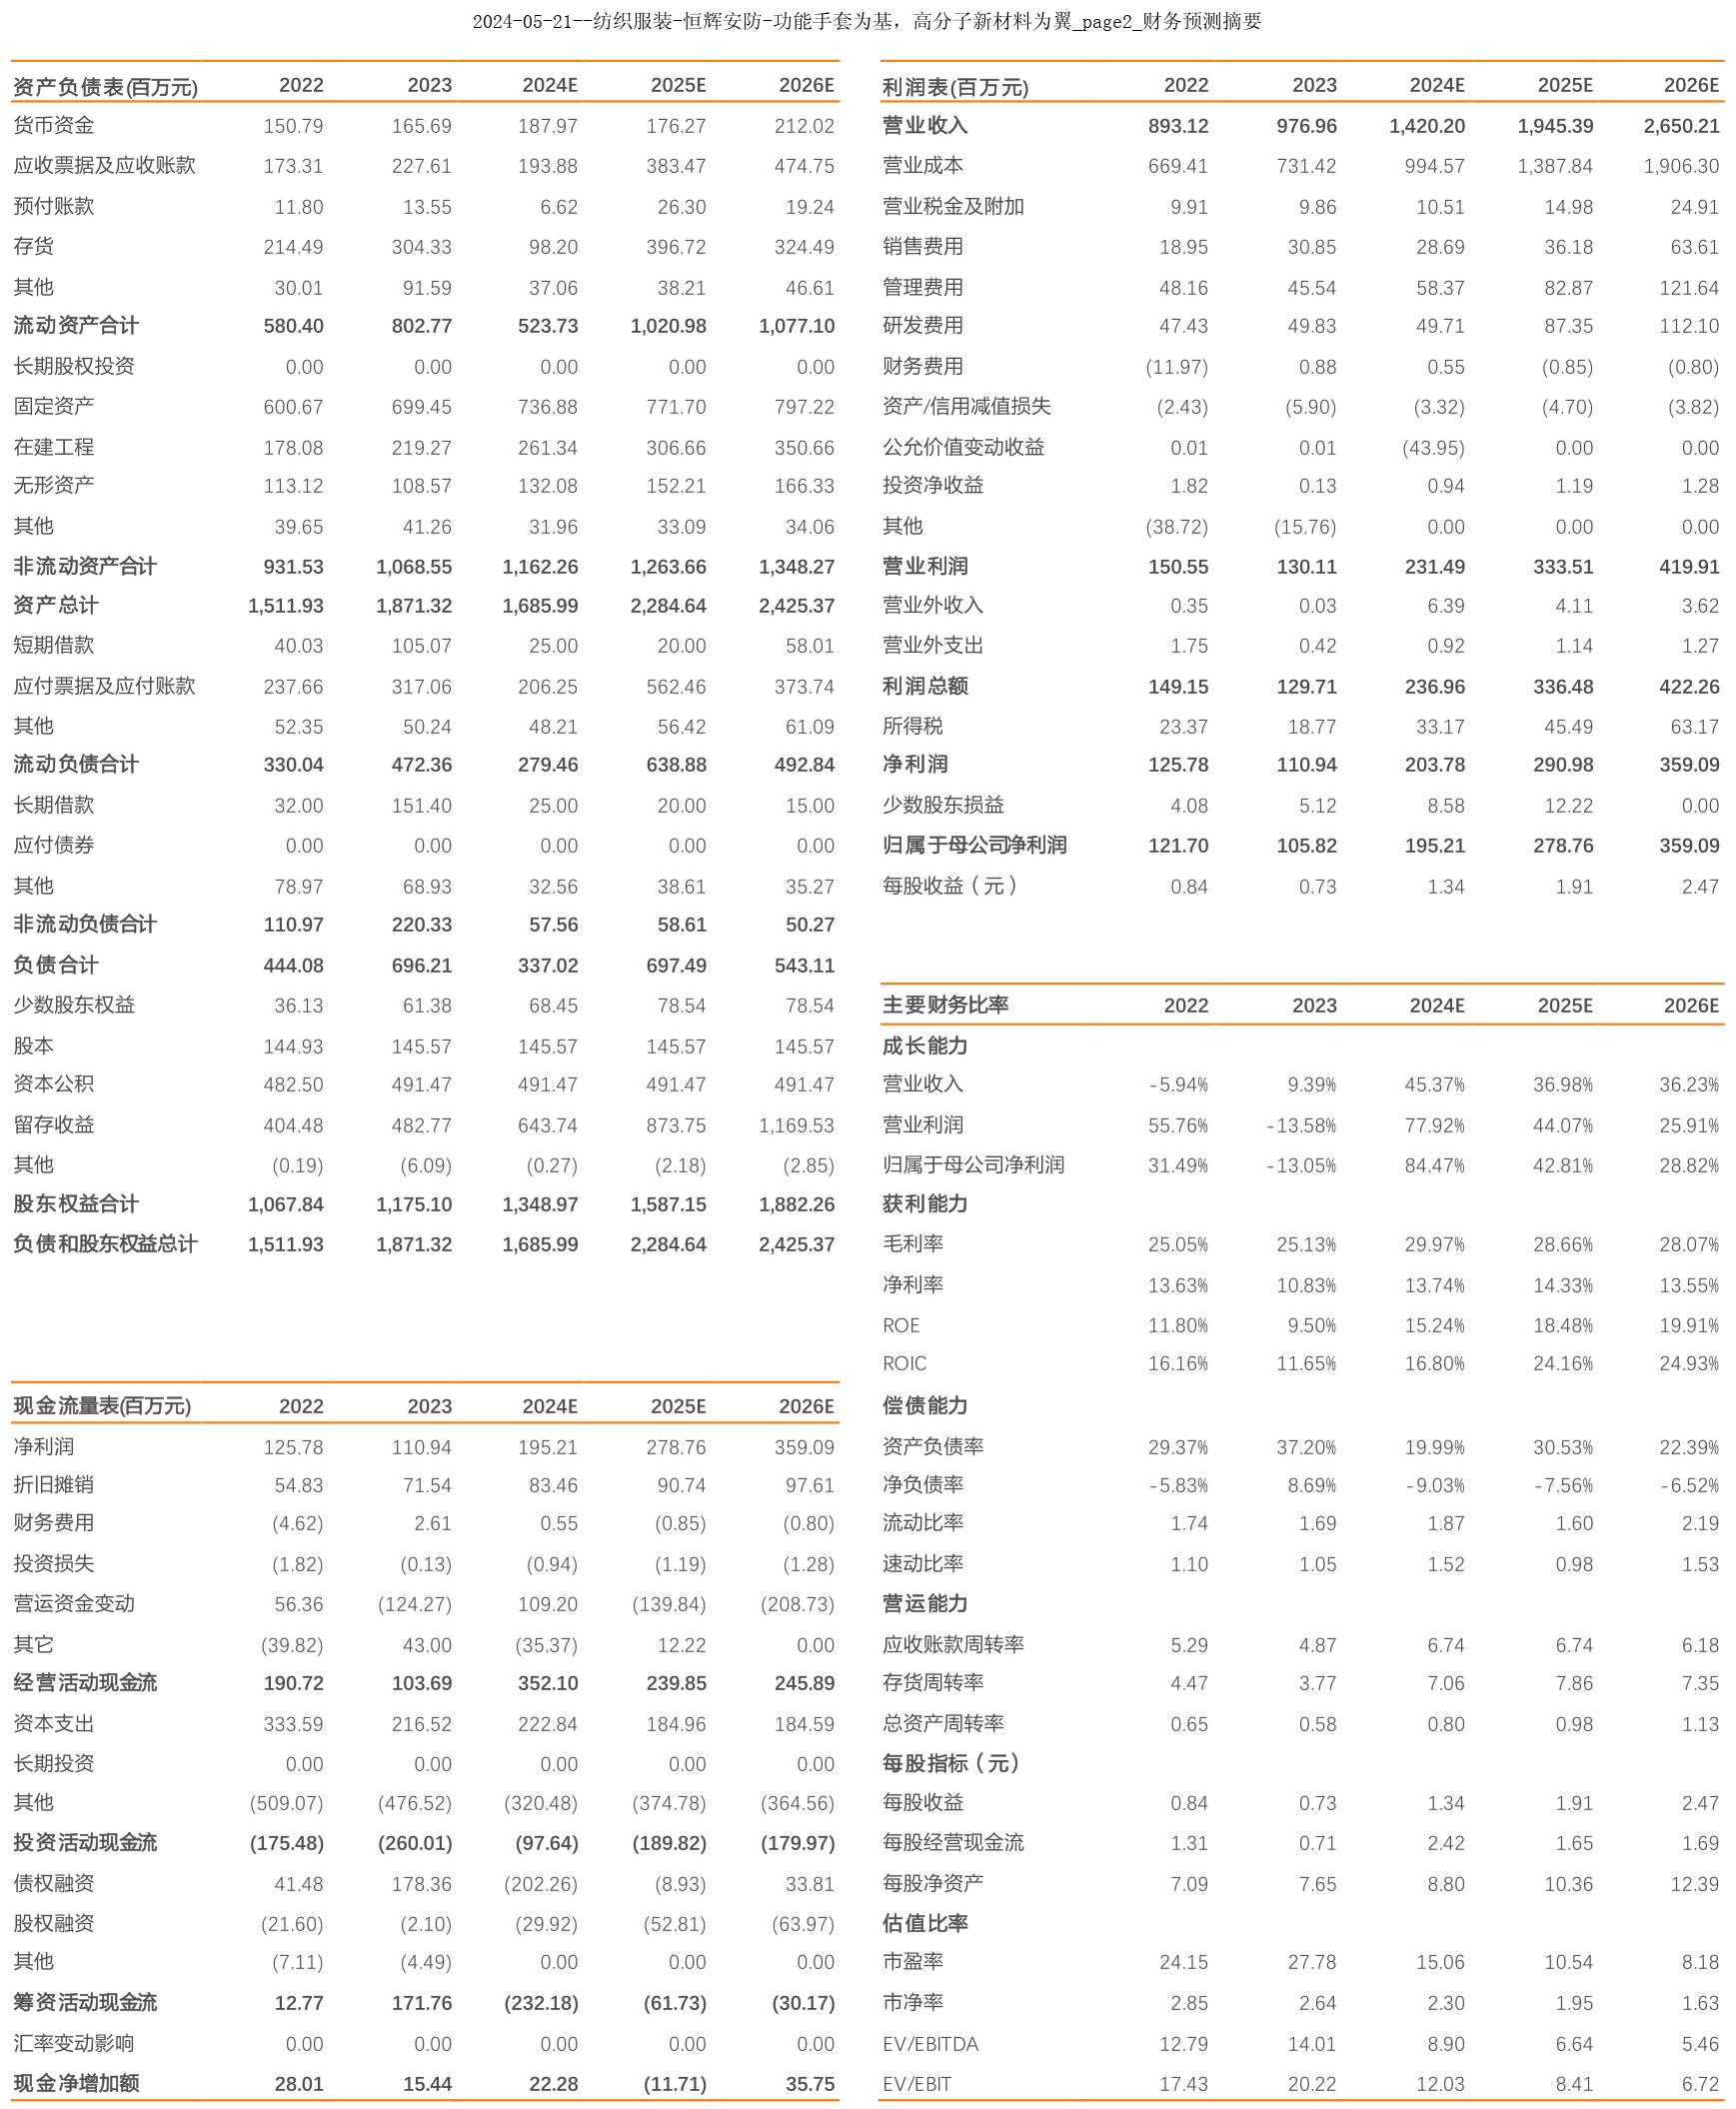 2024-05-21--纺织服装-恒辉安防-功能手套为基，高分子新材料为翼_page2_财务预测摘要
资产负债表(百万元) 2022 2023 2024E 2025E 2026E
货币资金 150.79 165.69 187.97 176.27 212.02
应收票据及应收账款 173.31 227.61 193.88 383.47 474.75
预付账款 11.80 13.55 6.62 26.30 19.24
存货 214.49 304.33 98.20 396.72 324.49
其他 30.01 91.59 37.06 38.21 46.61
流动资产合计 580.40 802.77 523.73 1,020.98 1,077.10
长期股权投资 0.00 0.00 0.00 0.00 0.00
固定资产 600.67 699.45 736.88 771.70 797.22
在建工程 178.08 219.27 261.34 306.66 350.66
无形资产 113.12 108.57 132.08 152.21 166.33
其他 39.65 41.26 31.96 33.09 34.06
非流动资产合计 931.53 1,068.55 1,162.26 1,263.66 1,348.27
资产总计 1,511.93 1,871.32 1,685.99 2,284.64 2,425.37
短期借款 40.03 105.07 25.00 20.00 58.01
应付票据及应付账款 237.66 317.06 206.25 562.46 373.74
其他 52.35 50.24 48.21 56.42 61.09
流动负债合计 330.04 472.36 279.46 638.88 492.84
长期借款 32.00 151.40 25.00 20.00 15.00
应付债券 0.00 0.00 0.00 0.00 0.00
其他 78.97 68.93 32.56 38.61 35.27
非流动负债合计 110.97 220.33 57.56 58.61 50.27
负债合计 444.08 696.21 337.02 697.49 543.11
少数股东权益 36.13 61.38 68.45 78.54 78.54
股本 144.93 145.57 145.57 145.57 145.57
资本公积 482.50 491.47 491.47 491.47 491.47
留存收益 404.48 482.77 643.74 873.75 1,169.53
其他 (0.19) (6.09) (0.27) (2.18) (2.85)
股东权益合计 1,067.84 1,175.10 1,348.97 1,587.15 1,882.26
负债和股东权益总计 1,511.93 1,871.32 1,685.99 2,284.64 2,425.37
现金流量表(百万元) 2022 2023 2024E 2025E 2026E
净利润 125.78 110.94 195.21 278.76 359.09
折旧摊销 54.83 71.54 83.46 90.74 97.61
财务费用 (4.62) 2.61 0.55 (0.85) (0.80)
投资损失 (1.82) (0.13) (0.94) (1.19) (1.28)
营运资金变动 56.36 (124.27) 109.20 (139.84) (208.73)
其它 (39.82) 43.00 (35.37) 12.22 0.00
经营活动现金流 190.72 103.69 352.10 239.85 245.89
资本支出 333.59 216.52 222.84 184.96 184.59
长期投资 0.00 0.00 0.00 0.00 0.00
其他 (509.07) (476.52) (320.48) (374.78) (364.56)
投资活动现金流 (175.48) (260.01) (97.64) (189.82) (179.97)
债权融资 41.48 178.36 (202.26) (8.93) 33.81
股权融资 (21.60) (2.10) (29.92) (52.81) (63.97)
其他 (7.11) (4.49) 0.00 0.00 0.00
筹资活动现金流 12.77 171.76 (232.18) (61.73) (30.17)
汇率变动影响 0.00 0.00 0.00 0.00 0.00
现金净增加额 28.01 15.44 22.28 (11.71) 35.75
利润表(百万元) 2022 2023 2024E 2025E 2026E
营业收入 893.12 976.96 1,420.20 1,945.39 2,650.21
营业成本 669.41 731.42 994.57 1,387.84 1,906.30
营业税金及附加 9.91 9.86 10.51 14.98 24.91
销售费用 18.95 30.85 28.69 36.18 63.61
管理费用 48.16 45.54 58.37 82.87 121.64
研发费用 47.43 49.83 49.71 87.35 112.10
财务费用 (11.97) 0.88 0.55 (0.85) (0.80)
资产/信用减值损失 (2.43) (5.90) (3.32) (4.70) (3.82)
公允价值变动收益 0.01 0.01 (43.95) 0.00 0.00
投资净收益 1.82 0.13 0.94 1.19 1.28
其他 (38.72) (15.76) 0.00 0.00 0.00
营业利润 150.55 130.11 231.49 333.51 419.91
营业外收入 0.35 0.03 6.39 4.11 3.62
营业外支出 1.75 0.42 0.92 1.14 1.27
利润总额 149.15 129.71 236.96 336.48 422.26
所得税 23.37 18.77 33.17 45.49 63.17
净利润 125.78 110.94 203.78 290.98 359.09
少数股东损益 4.08 5.12 8.58 12.22 0.00
归属于母公司净利润 121.70 105.82 195.21 278.76 359.09
每股收益（元） 0.84 0.73 1.34 1.91 2.47
主要财务比率 2022 2023 2024E 2025E 2026E
成长能力
营业收入 -5.94% 9.39% 45.37% 36.98% 36.23%
营业利润 55.76% -13.58% 77.92% 44.07% 25.91%
归属于母公司净利润 31.49% -13.05% 84.47% 42.81% 28.82%
获利能力
毛利率 25.05% 25.13% 29.97% 28.66% 28.07%
净利率 13.63% 10.83% 13.74% 14.33% 13.55%
ROE 11.80% 9.50% 15.24% 18.48% 19.91%
ROIC 16.16% 11.65% 16.80% 24.16% 24.93%
偿债能力
资产负债率 29.37% 37.20% 19.99% 30.53% 22.39%
净负债率 -5.83% 8.69% -9.03% -7.56% -6.52%
流动比率 1.74 1.69 1.87 1.60 2.19
速动比率 1.10 1.05 1.52 0.98 1.53
营运能力
应收账款周转率 5.29 4.87 6.74 6.74 6.18
存货周转率 4.47 3.77 7.06 7.86 7.35
总资产周转率 0.65 0.58 0.80 0.98 1.13
每股指标（元）
每股收益 0.84 0.73 1.34 1.91 2.47
每股经营现金流 1.31 0.71 2.42 1.65 1.69
每股净资产 7.09 7.65 8.80 10.36 12.39
估值比率
市盈率 24.15 27.78 15.06 10.54 8.18
市净率 2.85 2.64 2.30 1.95 1.63
EV/EBITDA 12.79 14.01 8.90 6.64 5.46
EV/EBIT 17.43 20.22 12.03 8.41 6.72